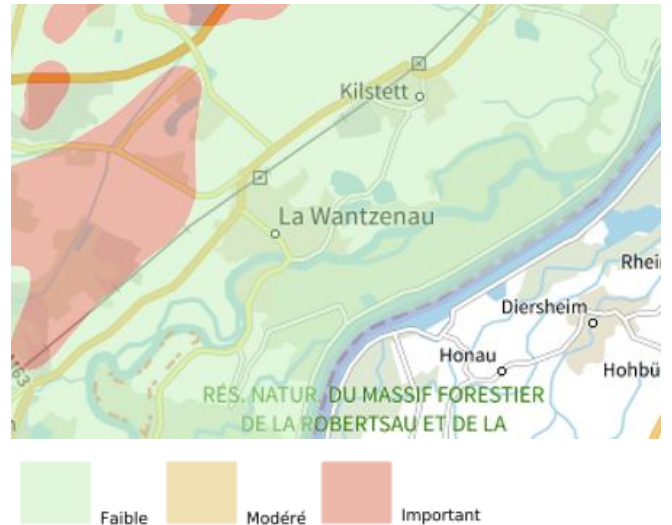 Kilstett
La Wantzenau
Rhei
Diersheim
Honau
Hohbü
M63
RÉS. NATUR. DU MASSIF FORESTIER
DE LA ROBERTSAU ET DE LA
Faible
Modéré
Important